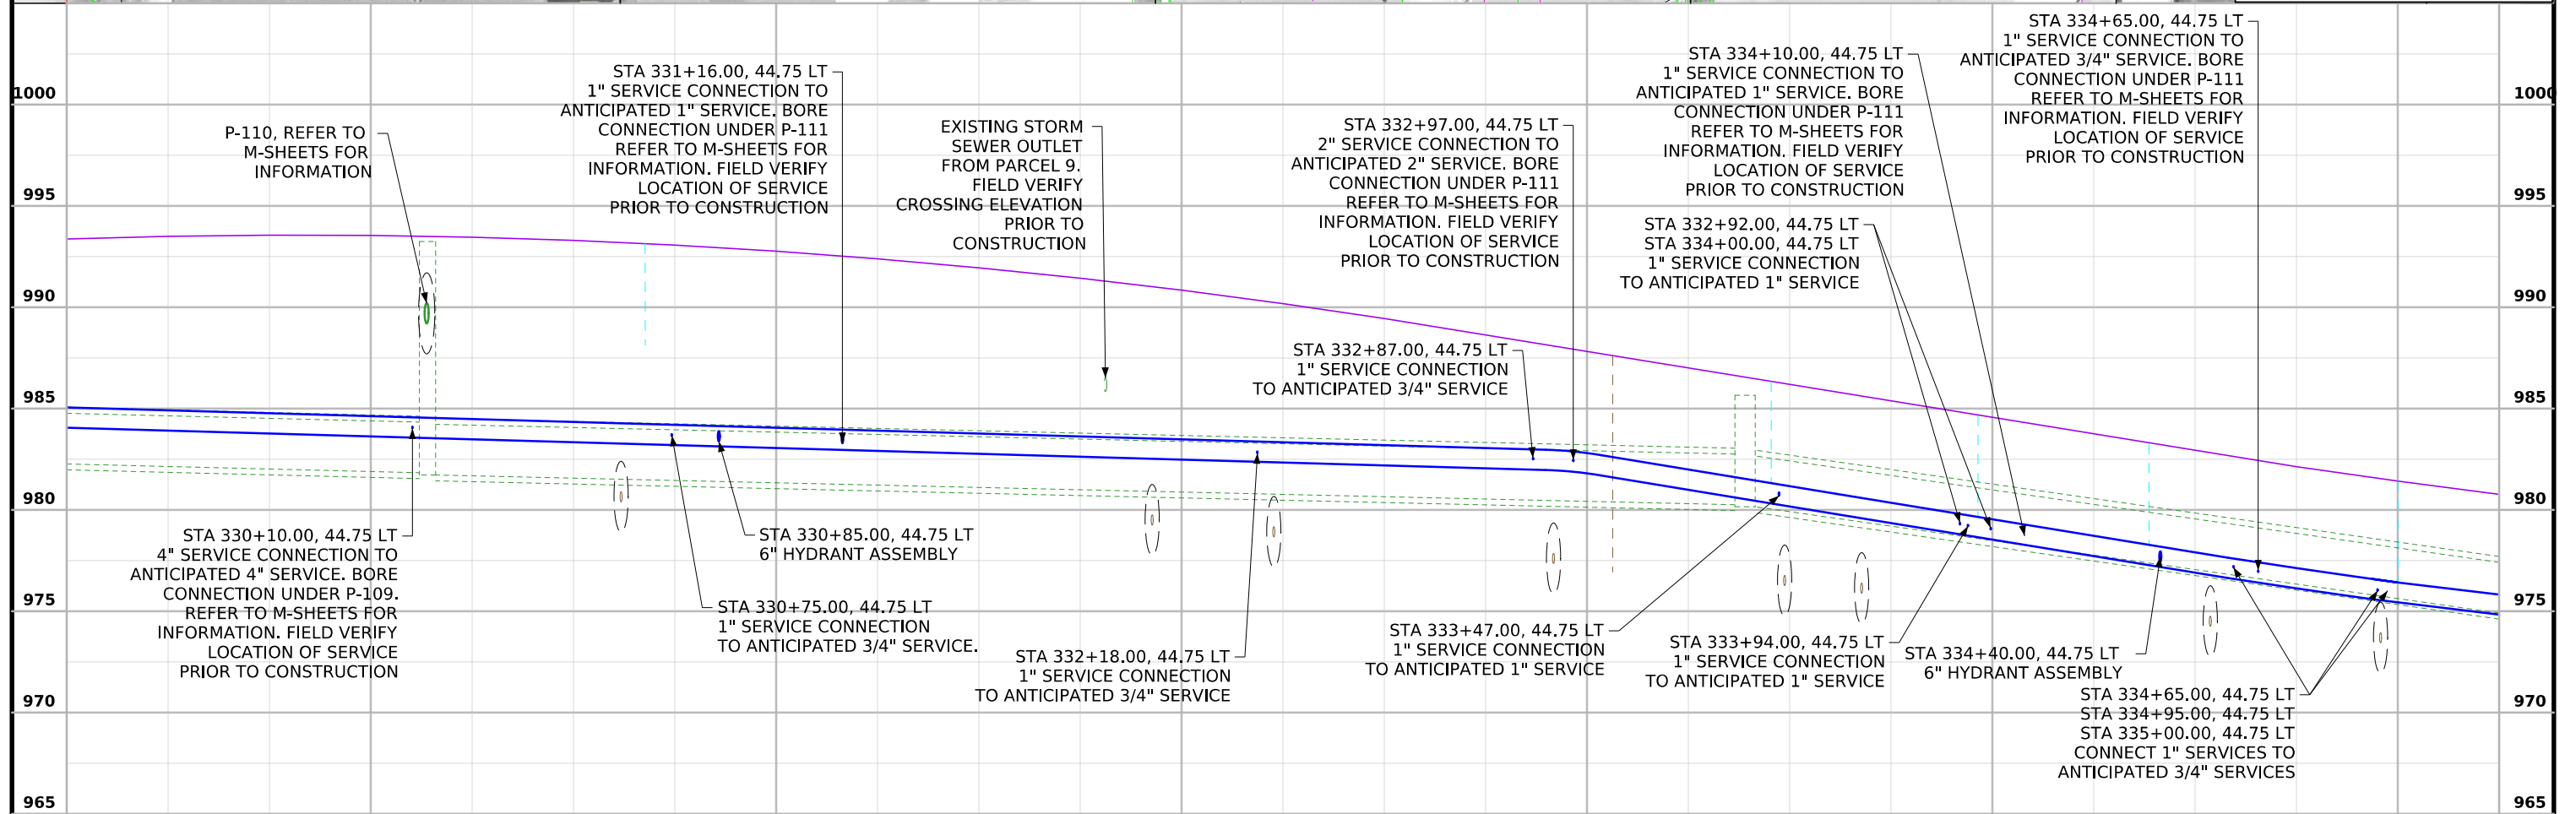 STA 334+65.00, 44.75 LT
1" SERVICE CONNECTION TO
ANTICIPATED 3/4" SERVICE. BORE
CONNECTION UNDER P-111
REFER TO M-SHEETS FOR
INFORMATION. FIELD VERIFY
LOCATION OF SERVICE
PRIOR TO CONSTRUCTION
STA 334+10.00, 44.75 LT
1" SERVICE CONNECTION TO
ANTICIPATED 1" SERVICE. BORE
CONNECTION UNDER P-111
REFER TO M-SHEETS FOR
INFORMATION. FIELD VERIFY
LOCATION OF SERVICE
PRIOR TO CONSTRUCTION
STA 331+16.00, 44.75 LT
1" SERVICE CONNECTION TO
ANTICIPATED 1" SERVICE. BORE
CONNECTION UNDER P-111
REFER TO M-SHEETS FOR
INFORMATION. FIELD VERIFY
LOCATION OF SERVICE
PRIOR TO CONSTRUCTION
1000
1000
P-110, REFER TO
M-SHEETS FOR
INFORMATION
EXISTING STORM
SEWER OUTLET
FROM PARCEL 9.
FIELD VERIFY
CROSSING ELEVATION
PRIOR TO
CONSTRUCTION
STA 332+97.00, 44.75 LT
2" SERVICE CONNECTION TO
ANTICIPATED 2" SERVICE. BORE
CONNECTION UNDER P-111
REFER TO M-SHEETS FOR
INFORMATION. FIELD VERIFY
LOCATION OF SERVICE
PRIOR TO CONSTRUCTION
995
995
STA 332+92.00, 44.75 LT
STA 334+00.00, 44.75 LT
1" SERVICE CONNECTION
TO ANTICIPATED 1" SERVICE
990
990
STA 332+87.00, 44.75 LT
1" SERVICE CONNECTION
TO ANTICIPATED 3/4" SERVICE
985
985
980
980
STA 330+10.00, 44.75 LT
4" SERVICE CONNECTION TO
ANTICIPATED 4" SERVICE. BORE
CONNECTION UNDER P-109.
REFER TO M-SHEETS FOR
INFORMATION. FIELD VERIFY
LOCATION OF SERVICE
PRIOR TO CONSTRUCTION
STA 330+85.00, 44.75 LT
6" HYDRANT ASSEMBLY
975
975
STA 330+75.00, 44.75 LT
1" SERVICE CONNECTION
TO ANTICIPATED 3/4" SERVICE.
STA 332+18.00, 44.75 LT
1" SERVICE CONNECTION
TO ANTICIPATED 3/4" SERVICE
STA 333+47.00, 44.75 LT
1" SERVICE CONNECTION
TO ANTICIPATED 1" SERVICE
STA 333+94.00, 44.75 LT
1" SERVICE CONNECTION
TO ANTICIPATED 1" SERVICE
STA 334+40.00, 44.75 LT
6" HYDRANT ASSEMBLY
STA 334+65.00, 44.75 LT
STA 334+95.00, 44.75 LT
STA 335+00.00, 44.75 LT
CONNECT 1" SERVICES TO
ANTICIPATED 3/4" SERVICES
970
970
965
965